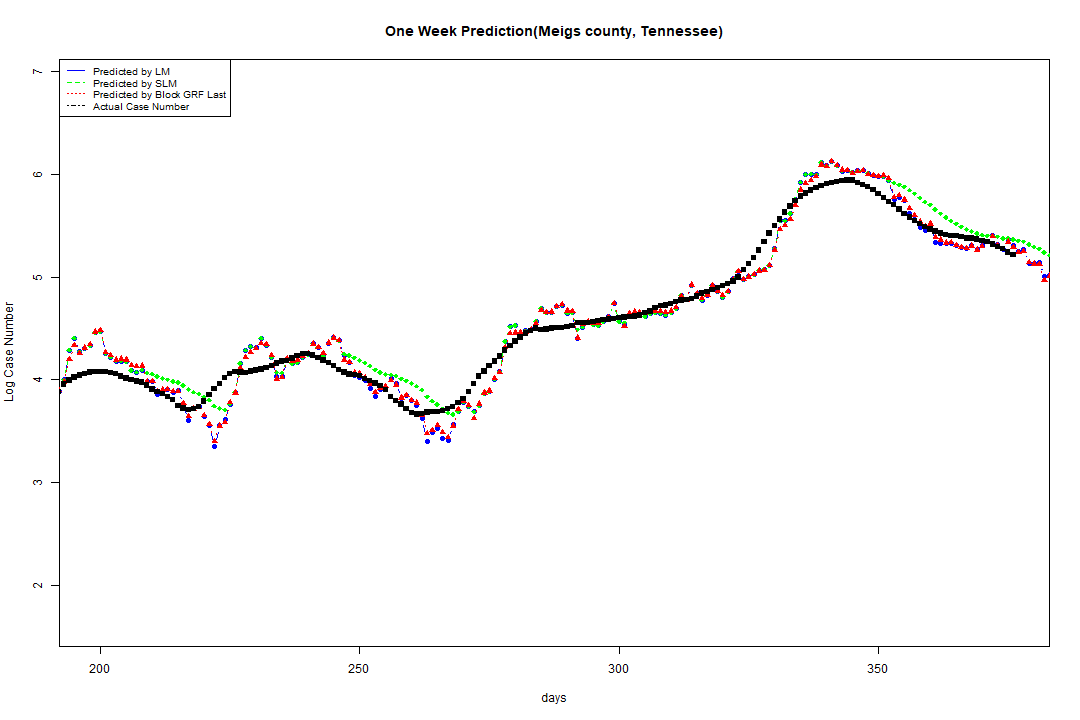 One Week Prediction(Meigs county, Tennessee)
Predicted by LM
Predicted by SLM
Predicted by Block GRF Last
Actual Case Number
7
6
5
4
3
2
Log Case Number
200 250 300 350
days